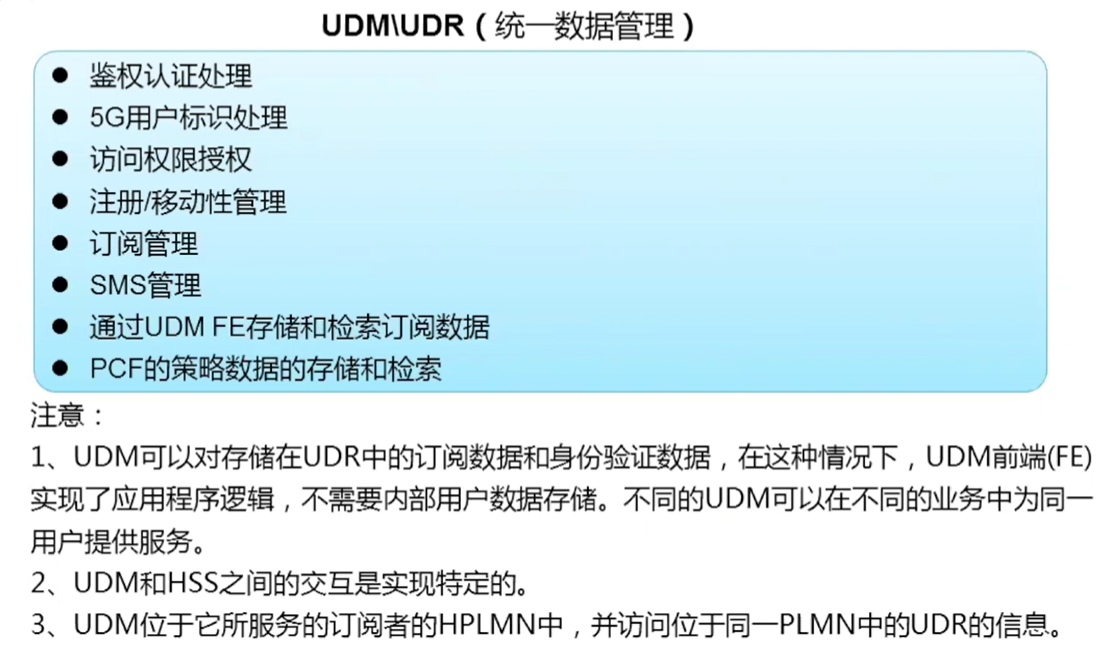 UDM\UDR（统一数据管理）
● 鉴权认证处理
● 5G用户标识处理
● 访问权限授权
● 注册/移动性管理
● 订阅管理
● SMS管理
● 通过UDM FE存储和检索订阅数据
● PCF的策略数据的存储和检索
注意：
1、UDM可以对存储在UDR中的订阅数据和身份验证数据，在这种情况下，UDM前端(FE)
实现了应用程序逻辑，不需要内部用户数据存储。不同的UDM可以在不同的业务中为同一
用户提供服务。
2、UDM和HSS之间的交互是实现特定的。
3、UDM位于它所服务的订阅者的HPLMN中，并访问位于同一PLMN中的UDR的信息。